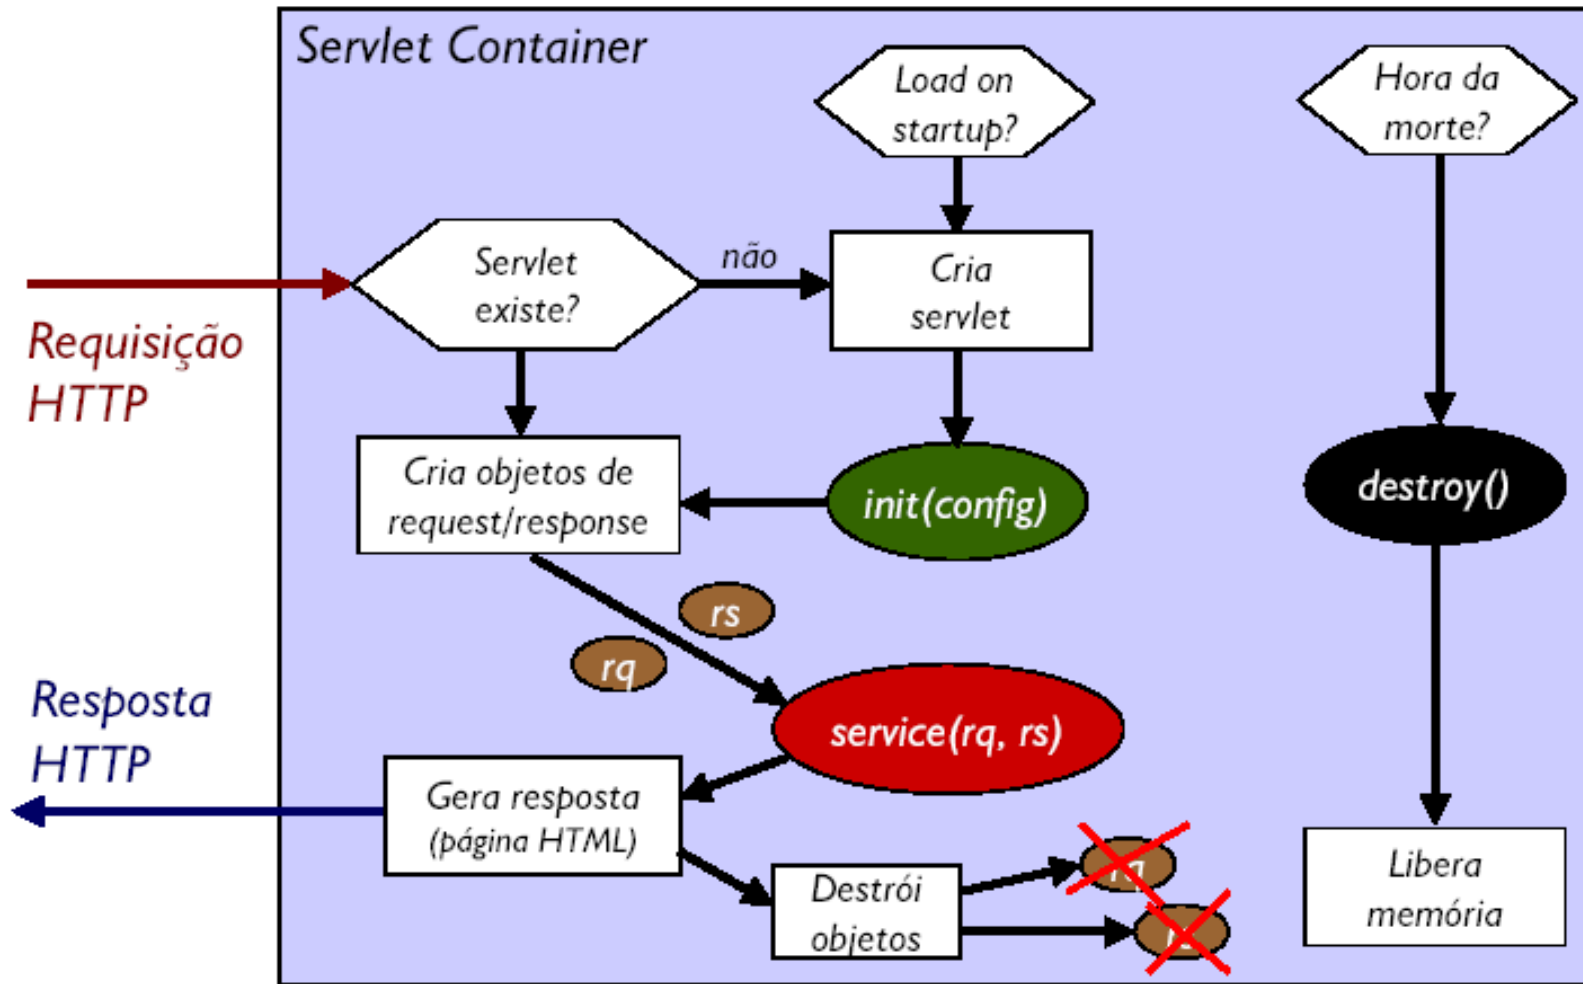 Servlet Container
Load on
startup?
Hora da
morte?
Servlet
existe?
não
Cria
servlet
Requisição
HTTP
Cria objetos de
request/response
init(config)
destroy()
rs
rq
Resposta
HTTP
service(rq, rs)
Gera resposta
(página HTML)
Destrói
objetos
rq
rs
Libera
memória